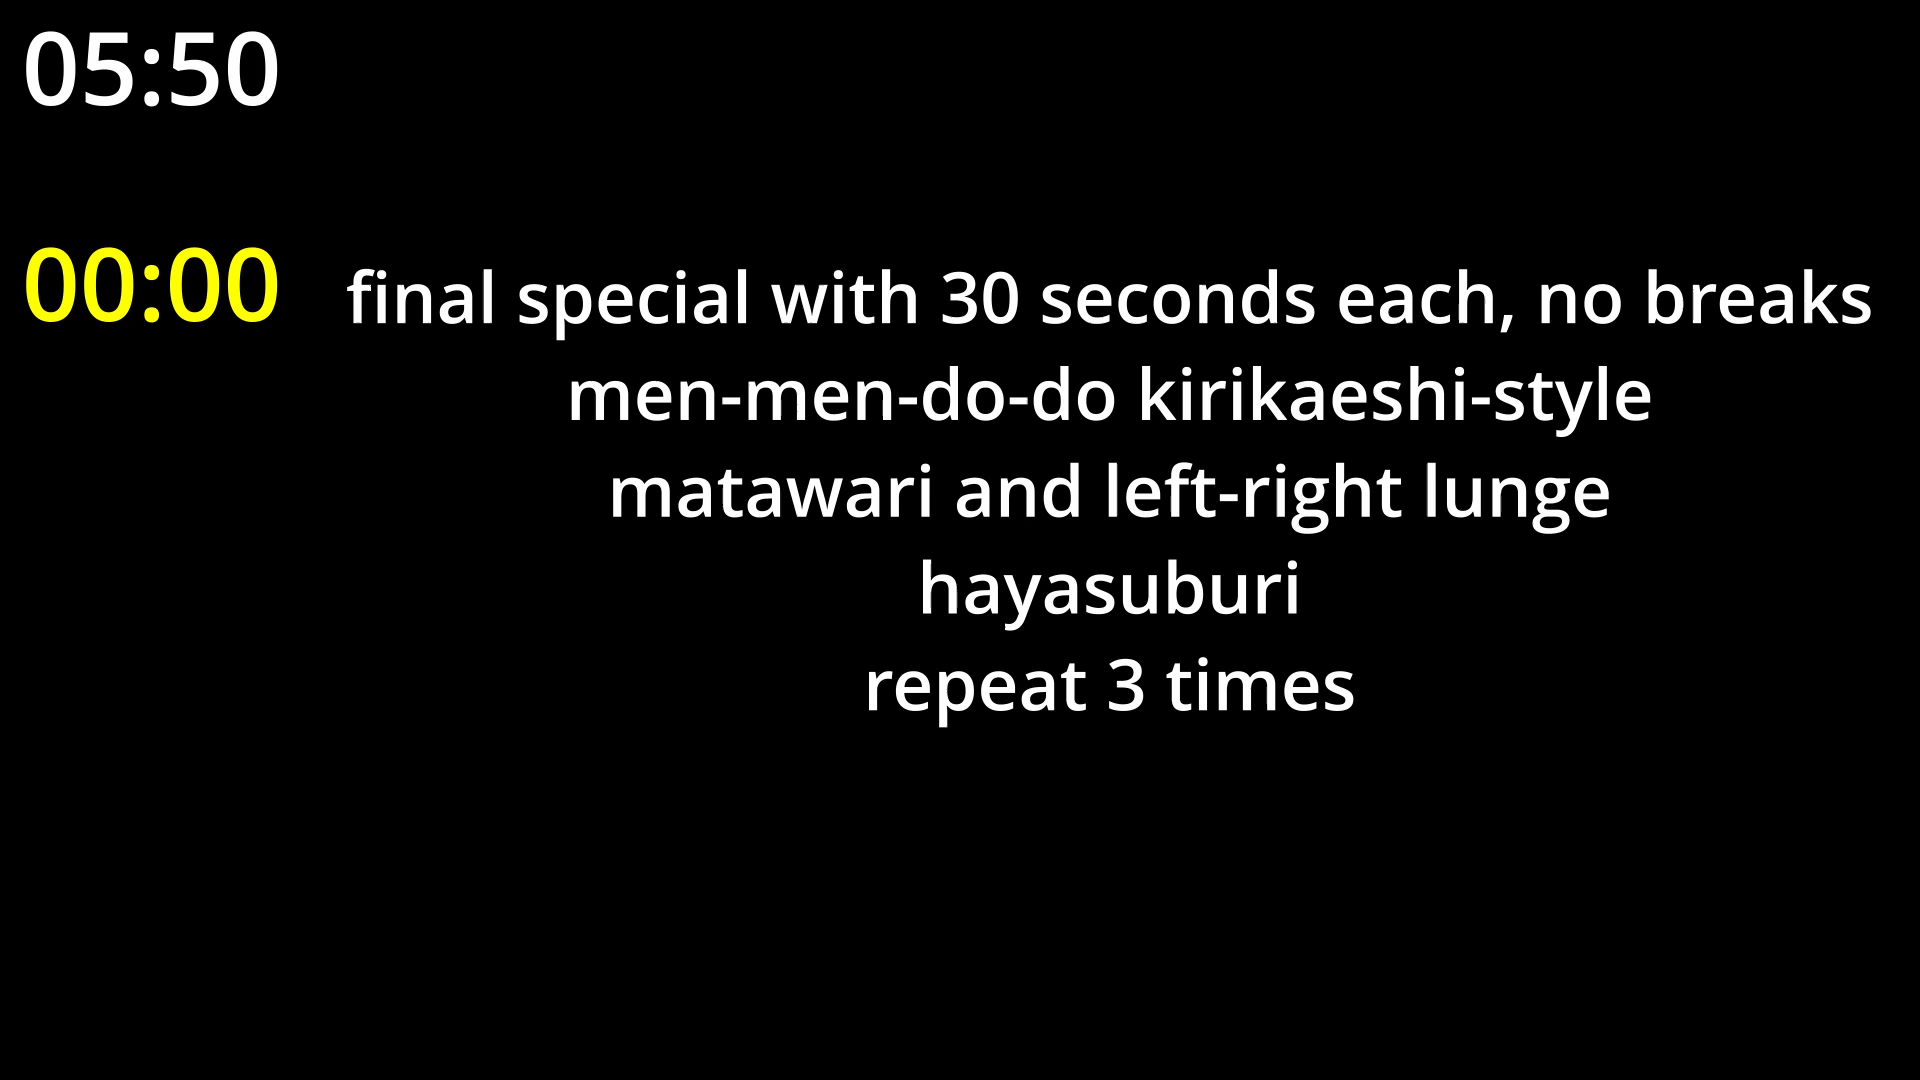 05:50
00:00 final special with 30 seconds each, no breaks
men-men-do-do kirikaeshi-style
matawari and left-right lunge
hayasuburi
repeat 3 times